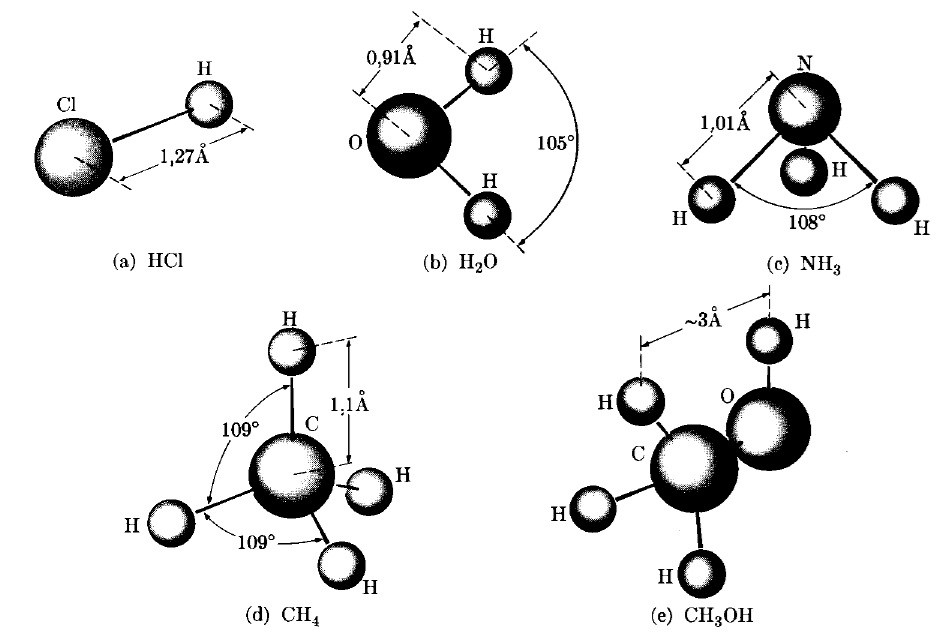 Cl
H
1,27Å
(a) HCl
0,91Å
H
O
H
105°
(b) H₂O
N
1,01Å
H
H
H
108°
(c) NH₃
H
1.1Å
C
109°
H
H
109°
H
(d) CH₄
~3Å
H
H
O
C
H
H
(e) CH₃OH